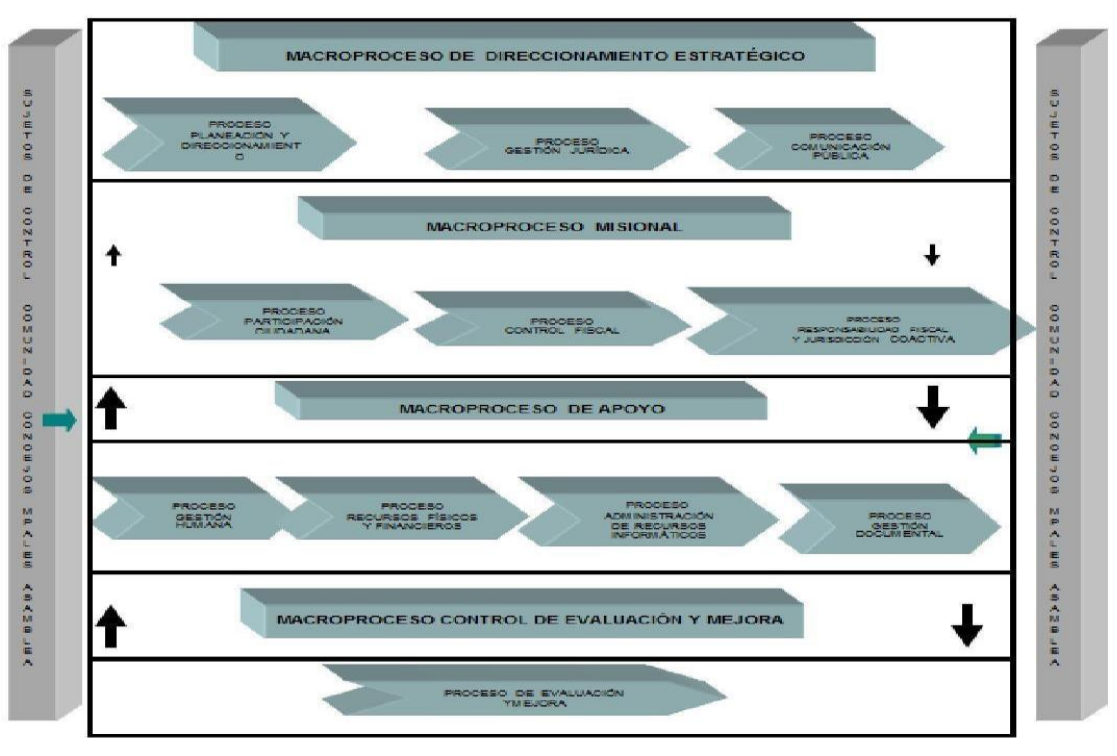 SUJETOS DE CONTROL COMUNIDAD CONCEJOS MPALES ASAMBLEA
MACROPROCESO DE DIRECCIONAMIENTO ESTRATÉGICO
PROCESO
PLANEACIÓN Y
DIRECCIONAMIENT
O
PROCESO
GESTIÓN JURÍDICA
PROCESO
COMUNICACIÓN
PÚBLICA
MACROPROCESO MISIONAL
PROCESO
PARTICIPACIÓN
CIUDADANA
PROCESO
CONTROL FISCAL
PROCESO
RESPONSABILIDAD FISCAL
Y JURISDICCIÓN COACTIVA
MACROPROCESO DE APOYO
PROCESO
GESTIÓN
HUMANA
PROCESO
RECURSOS FÍSICOS
Y FINANCIEROS
PROCESO
ADMINISTRACIÓN
DE RECURSOS
INFORMÁTICOS
PROCESO
GESTIÓN
DOCUMENTAL
MACROPROCESO CONTROL DE EVALUACIÓN Y MEJORA
PROCESO DE EVALUACIÓN
YMEJORA
SUJETOS DE CONTROL COMUNIDAD CONCEJOS MPALES ASAMBLEA